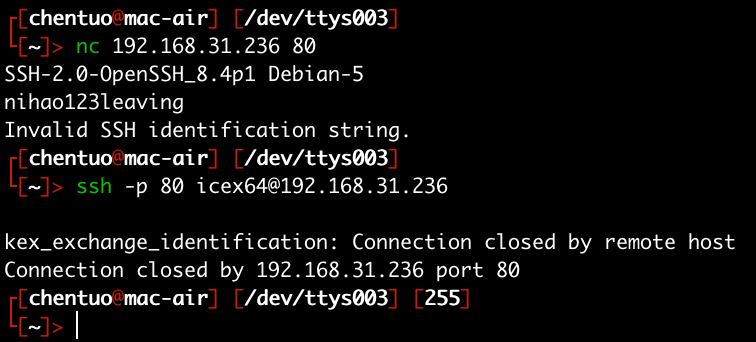 ┌[chentuo@mac-air] [/dev/ttys003]
└[~]> nc 192.168.31.236 80
SSH-2.0-OpenSSH_8.4p1 Debian-5
nihao123leaving
Invalid SSH identification string.
┌[chentuo@mac-air] [/dev/ttys003]
└[~]> ssh -p 80 icex64@192.168.31.236
kex_exchange_identification: Connection closed by remote host
Connection closed by 192.168.31.236 port 80
┌[chentuo@mac-air] [/dev/ttys003] [255]
└[~]>